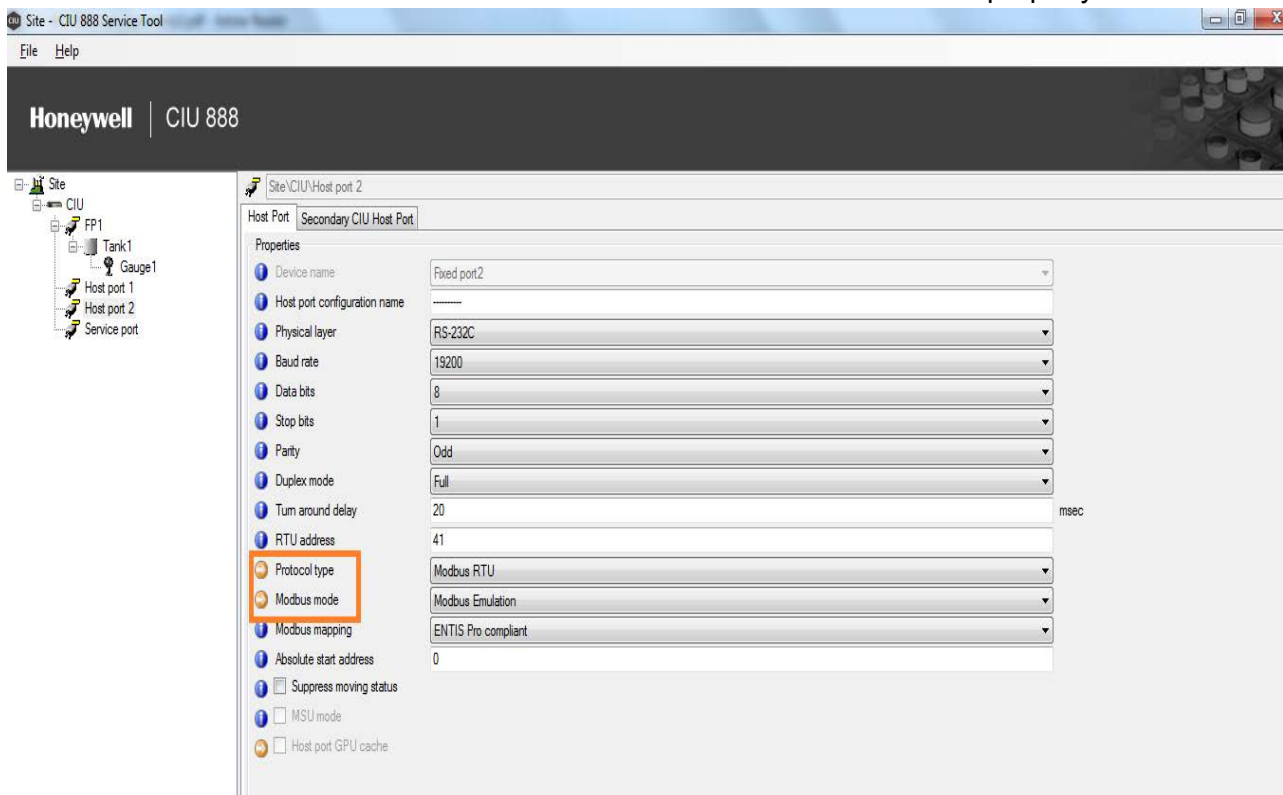 Site - CIU 888 Service Tool
File Help
Honeywell | CIU 888
Site
CIU
FP1
Tank1
Gauge1
Host port 1
Host port 2
Service port
Site\CIU\Host port 2
Host Port Secondary CIU Host Port
Properties
Device name Fixed port2
Host port configuration name ----------
Physical layer RS-232C
Baud rate 19200
Data bits 8
Stop bits 1
Parity Odd
Duplex mode Full
Turn around delay 20 msec
RTU address 41
Protocol type Modbus RTU
Modbus mode Modbus Emulation
Modbus mapping ENTIS Pro compliant
Absolute start address 0
Suppress moving status
MSU mode
Host port GPU cache